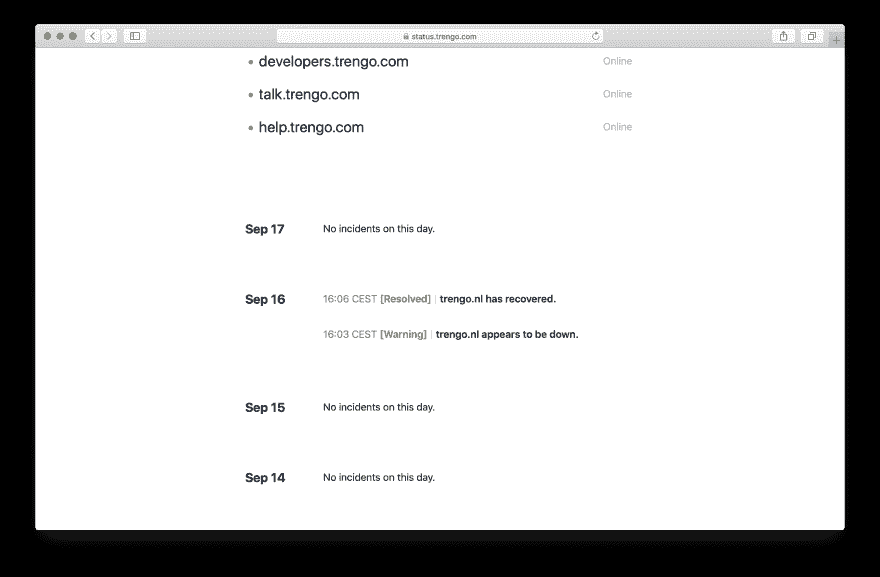 status.trengo.com
developers.trengo.com Online
talk.trengo.com Online
help.trengo.com Online
Sep 17 No incidents on this day.
Sep 16 16:06 CEST [Resolved] | trengo.nl has recovered.
16:03 CEST [Warning] | trengo.nl appears to be down.
Sep 15 No incidents on this day.
Sep 14 No incidents on this day.